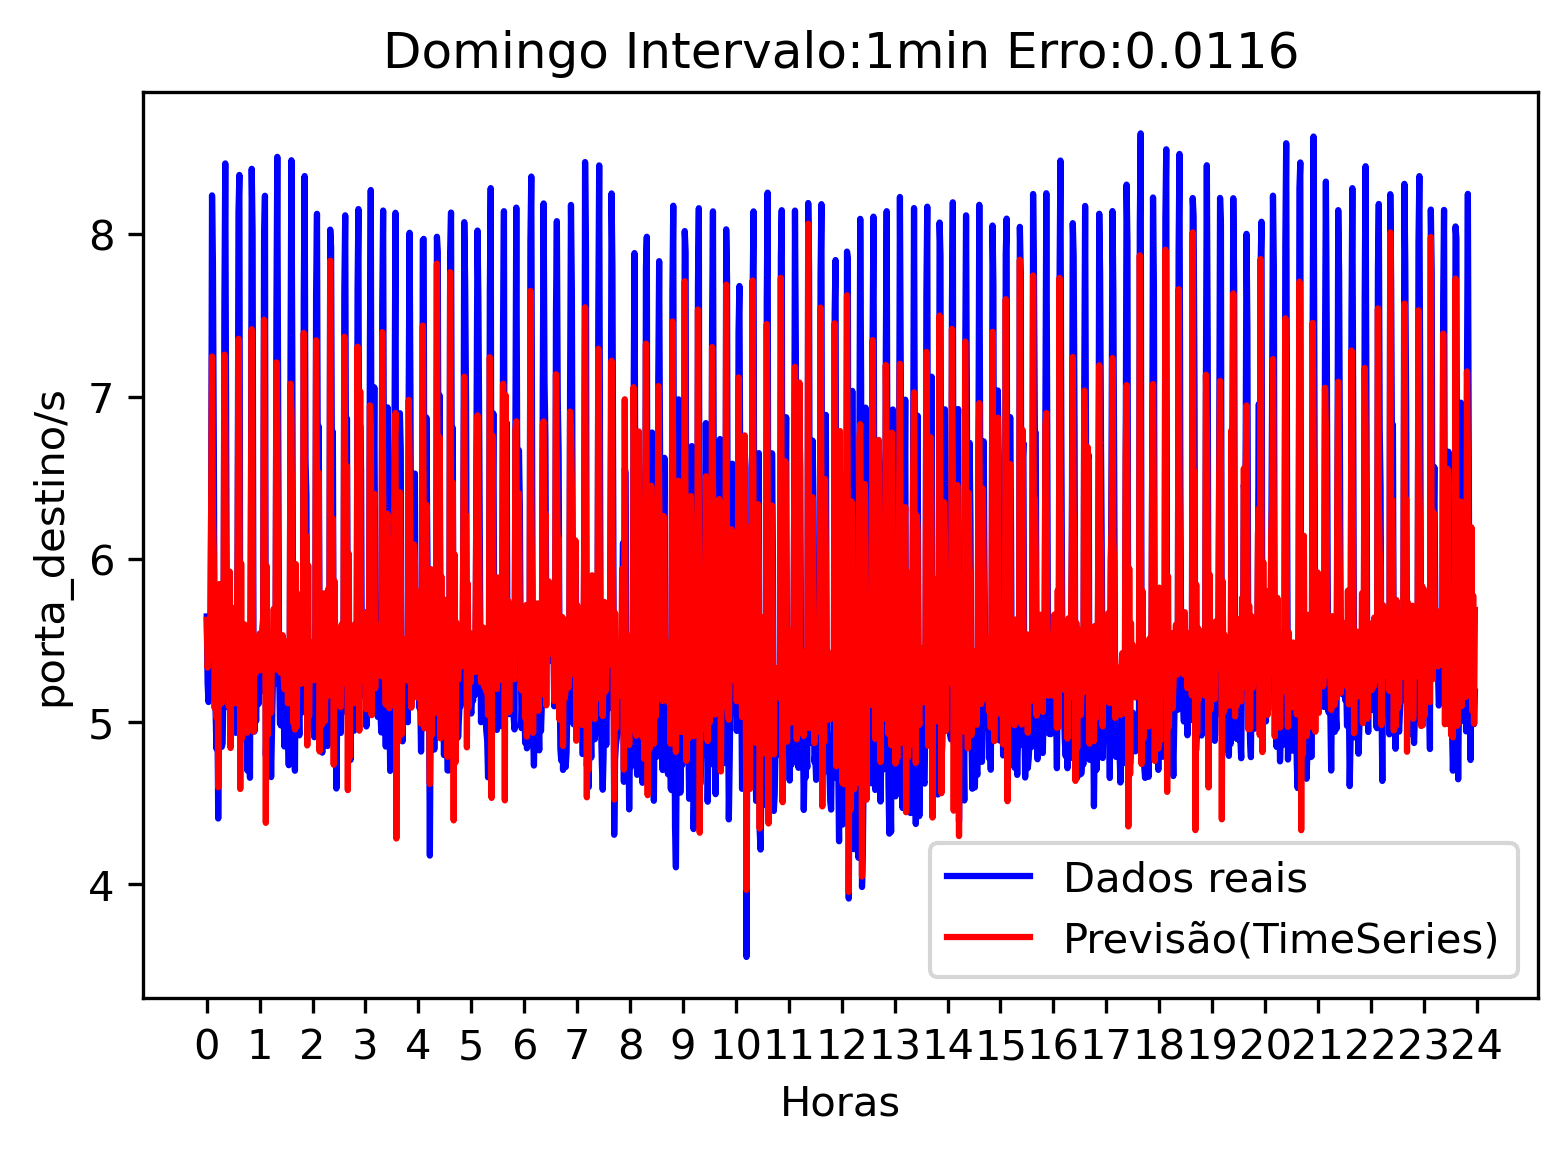 Domingo Intervalo:1min Erro:0.0116
porta_destino/s
8
7
6
5
4
Dados reais
Previsão(TimeSeries)
0 1 2 3 4 5 6 7 8 9 10 11 12 13 14 15 16 17 18 19 20 21 22 23 24
Horas